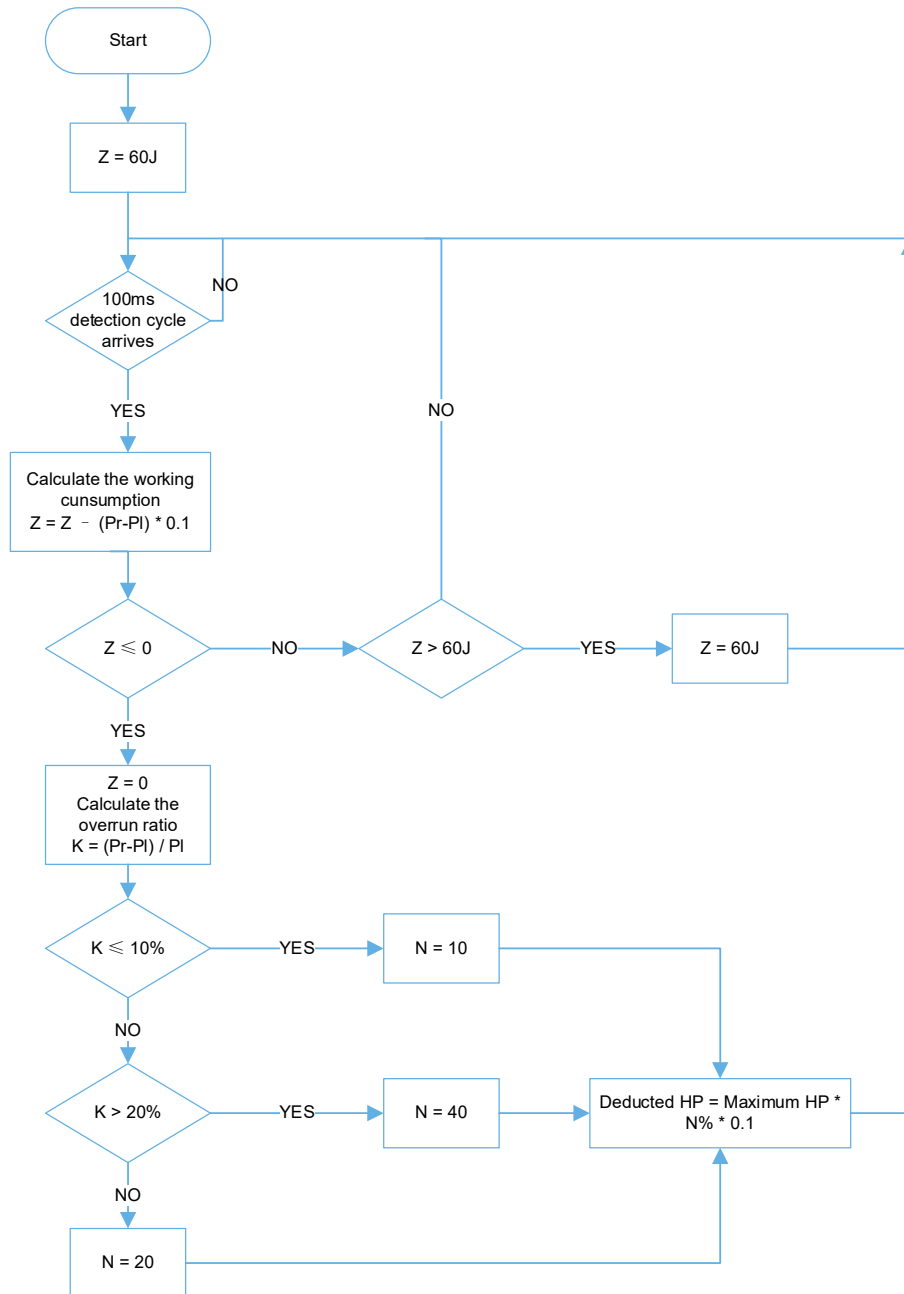 Start
Z = 60J
NO
100ms
detection cycle
arrives
YES
NO
Calculate the working
cunsumption
Z = Z － (Pr-Pl) * 0.1
Z ≤ 0
NO
Z > 60J
YES
Z = 60J
YES
Z = 0
Calculate the
overrun ratio
K = (Pr-Pl) / Pl
K ≤ 10%
YES
N = 10
NO
K > 20%
YES
N = 40
Deducted HP = Maximum HP *
N% * 0.1
NO
N = 20